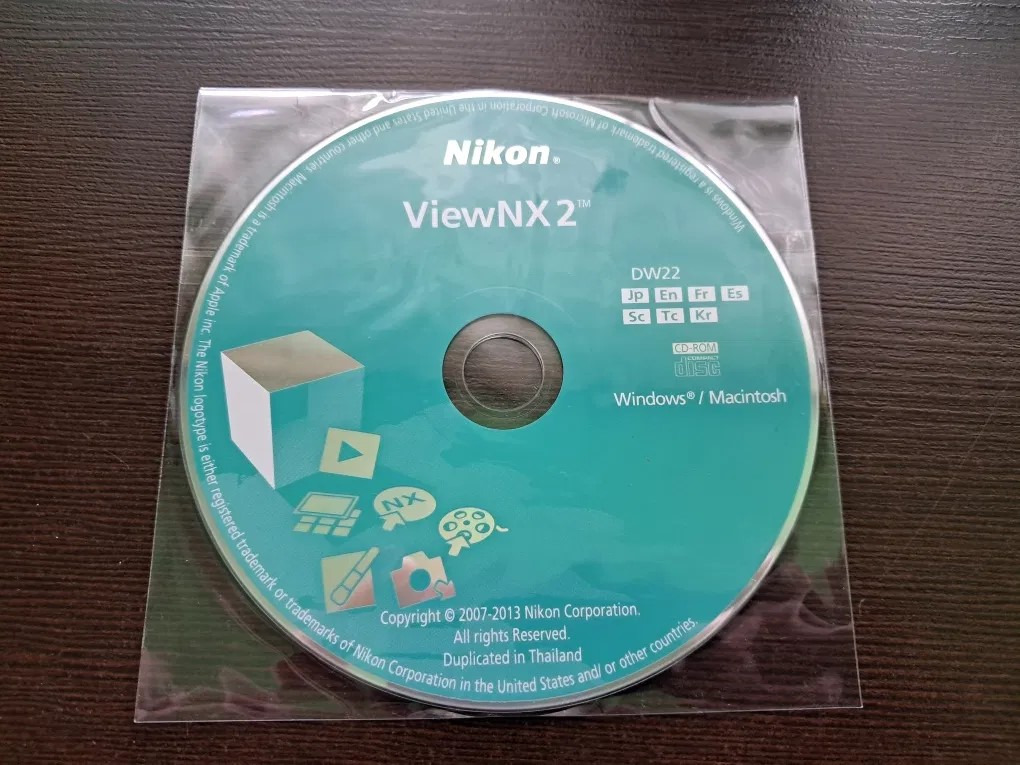 Nikon®
ViewNX 2™
DW22
Jp En Fr Es
Sc Tc Kr
CD-ROM
COMPACT
disc
Windows® / Macintosh
NX
Copyright © 2007-2013 Nikon Corporation.
All rights Reserved.
Duplicated in Thailand
Windows is a registered trademark of Microsoft Corporation in the United States and other countries. Macintosh is a trademark of Apple inc. The Nikon logotype is either registered trademark or trademarks of Nikon Corporation in the United States and/ or other countries.